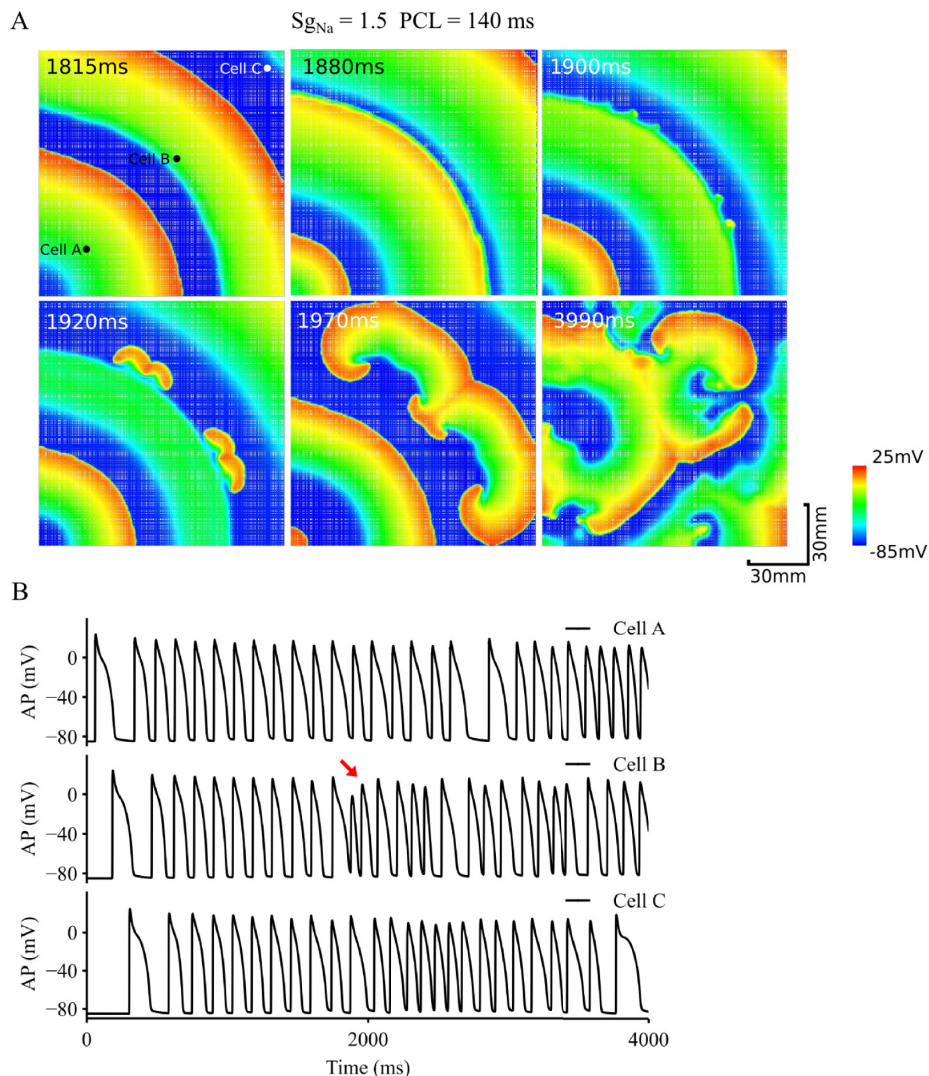 A
Sg_Na = 1.5 PCL = 140 ms
1815ms
Cell C
Cell B
Cell A
1880ms
1900ms
1920ms
1970ms
3990ms
25mV
-85mV
30mm
30mm
B
Cell A
AP (mV)
0
−40
−80
Cell B
AP (mV)
0
−40
−80
Cell C
AP (mV)
0
−40
−80
0
2000
4000
Time (ms)